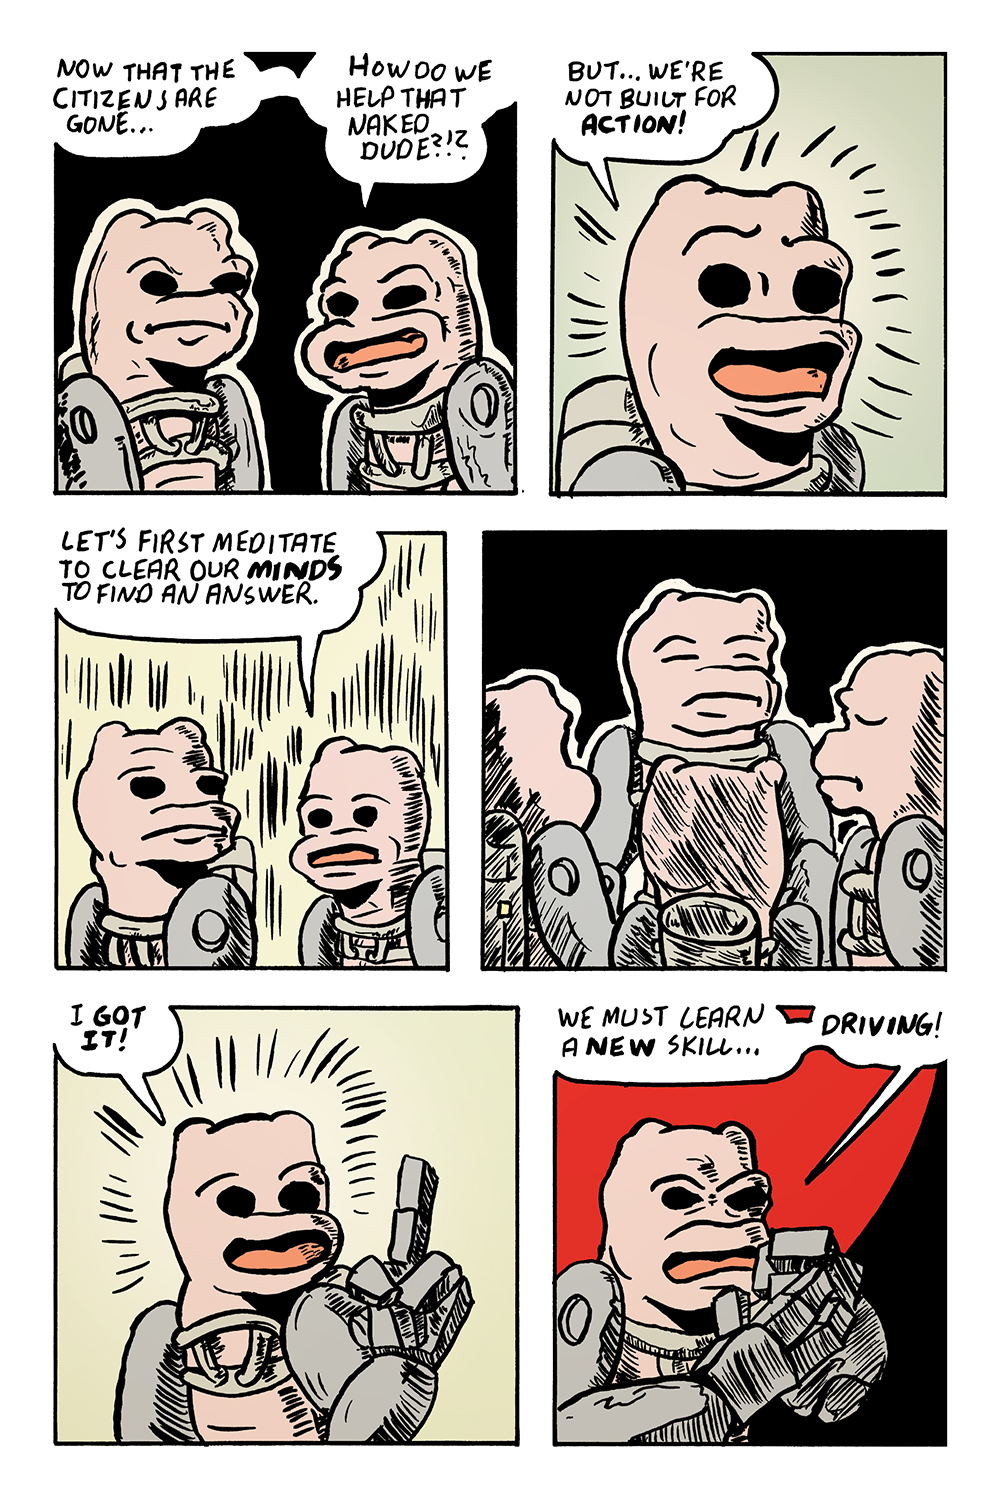 NOW THAT THE
CITIZENS ARE
GONE...
HOW DO WE
HELP THAT
NAKED
DUDE?!?
BUT... WE'RE
NOT BUILT FOR
ACTION!
LET'S FIRST MEDITATE
TO CLEAR OUR MINDS
TO FIND AN ANSWER.
I GOT
IT!
WE MUST LEARN
A NEW SKILL...
DRIVING!